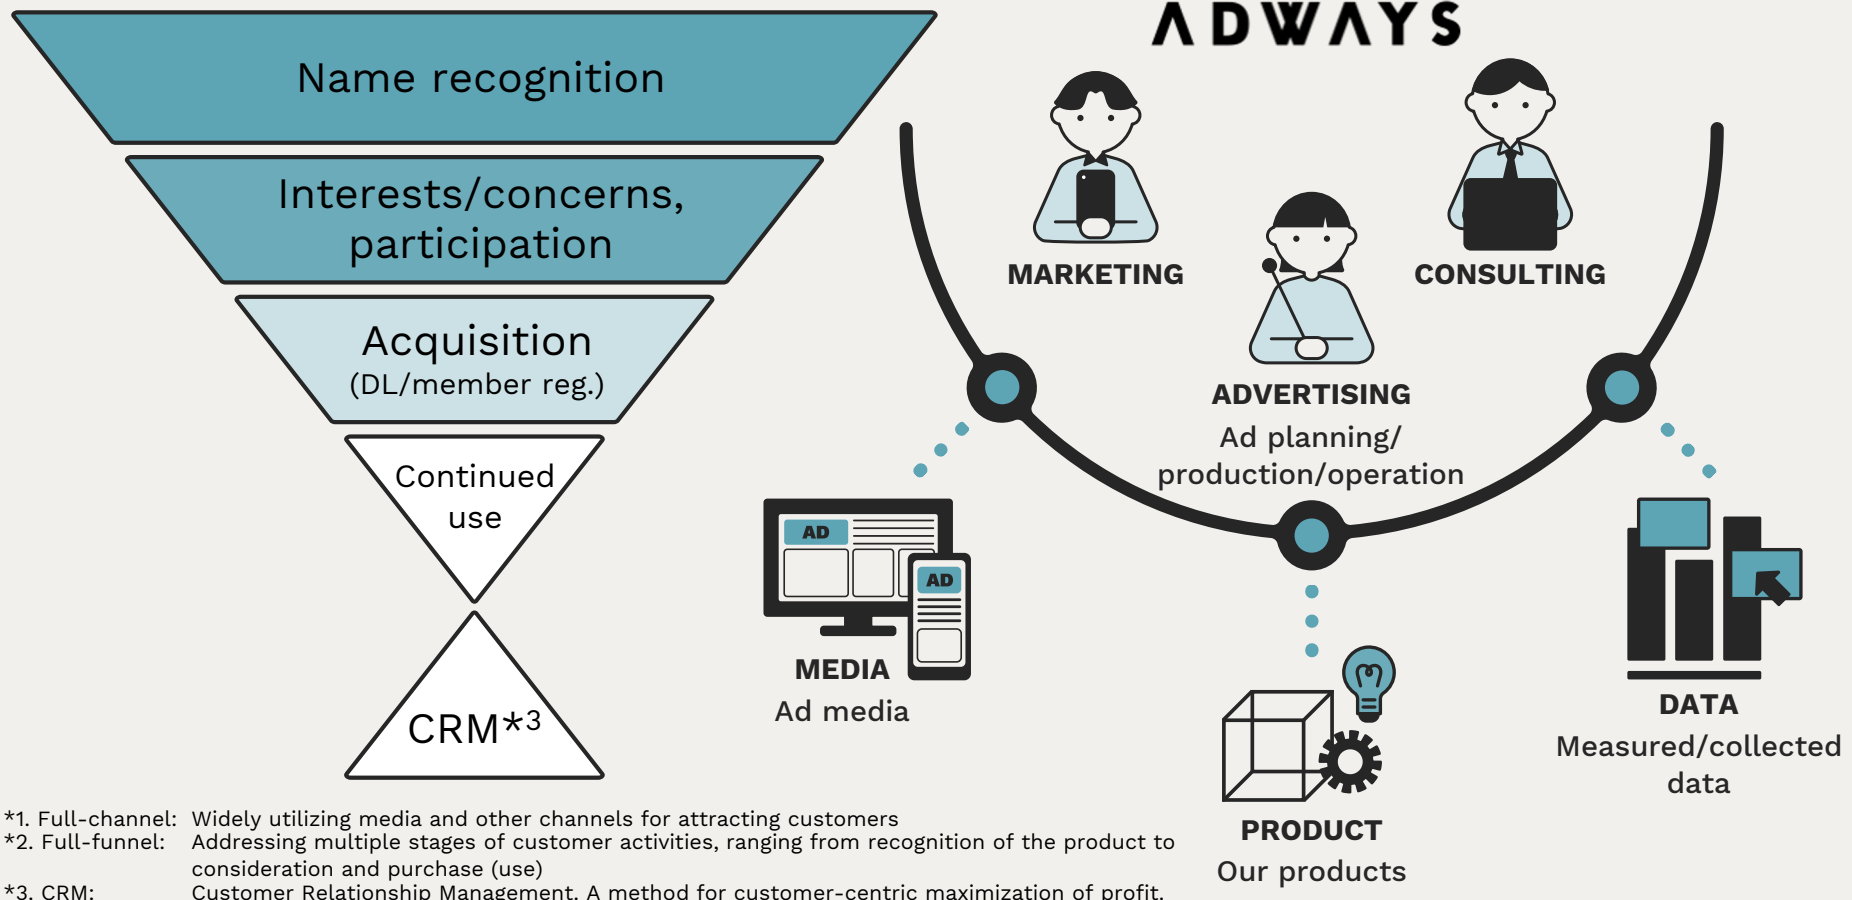 Name recognition
Interests/concerns,
participation
Acquisition
(DL/member reg.)
Continued
use
CRM*3
ADWAYS
MARKETING
CONSULTING
ADVERTISING
Ad planning/
production/operation
AD
AD
MEDIA
Ad media
PRODUCT
Our products
DATA
Measured/collected
data
*1. Full-channel: Widely utilizing media and other channels for attracting customers
*2. Full-funnel: Addressing multiple stages of customer activities, ranging from recognition of the product to
consideration and purchase (use)
*3. CRM: Customer Relationship Management. A method for customer-centric maximization of profit.